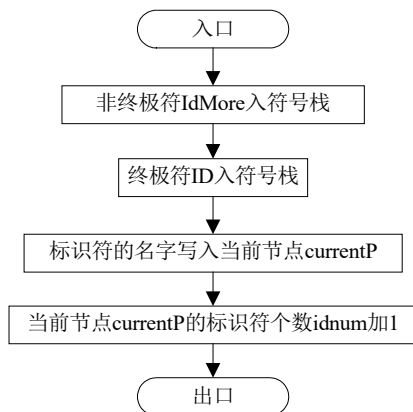 入口
非终极符IdMore入符号栈
终极符ID入符号栈
标识符的名字写入当前节点currentP
当前节点currentP的标识符个数idnum加1
出口